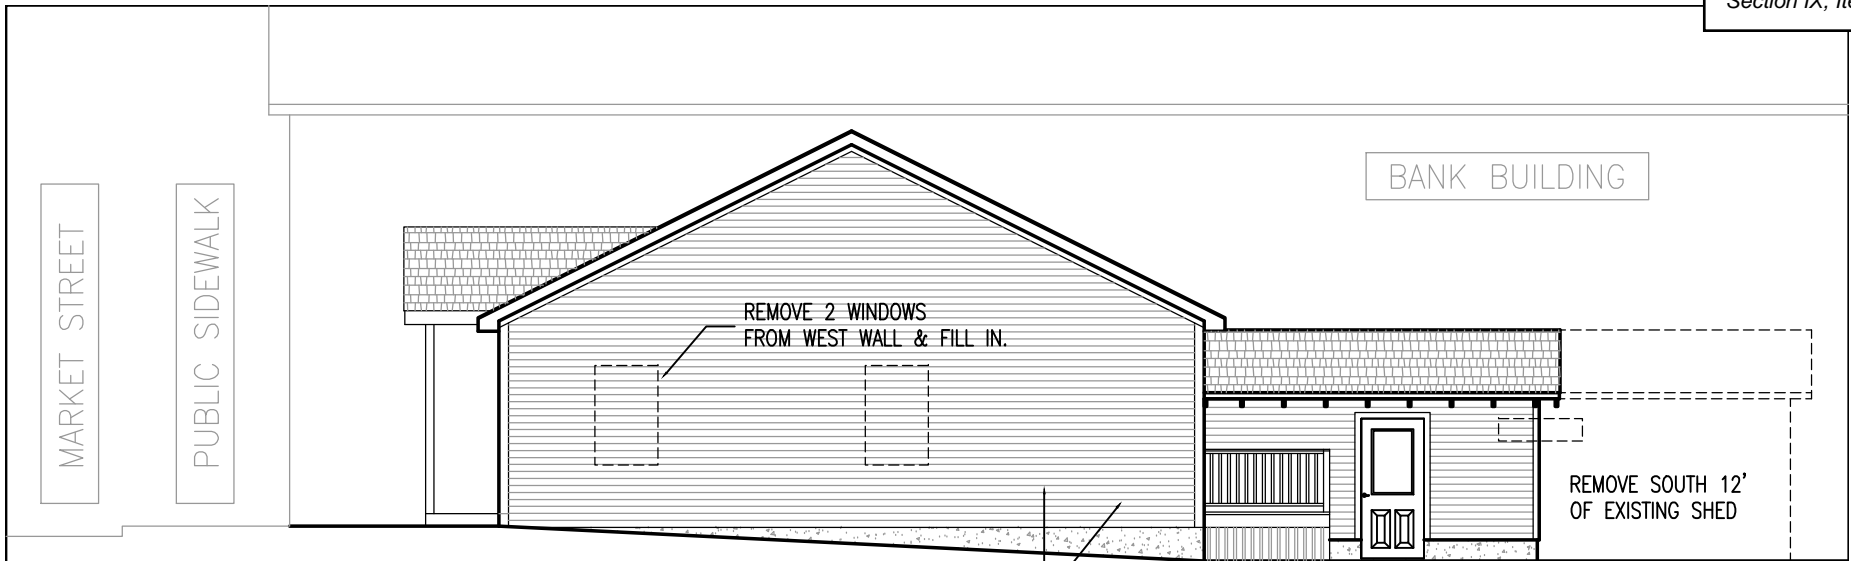 Section IX,
MARKET STREET
PUBLIC SIDEWALK
BANK BUILDING
REMOVE 2 WINDOWS
FROM WEST WALL & FILL IN.
REMOVE SOUTH 12'
OF EXISTING SHED